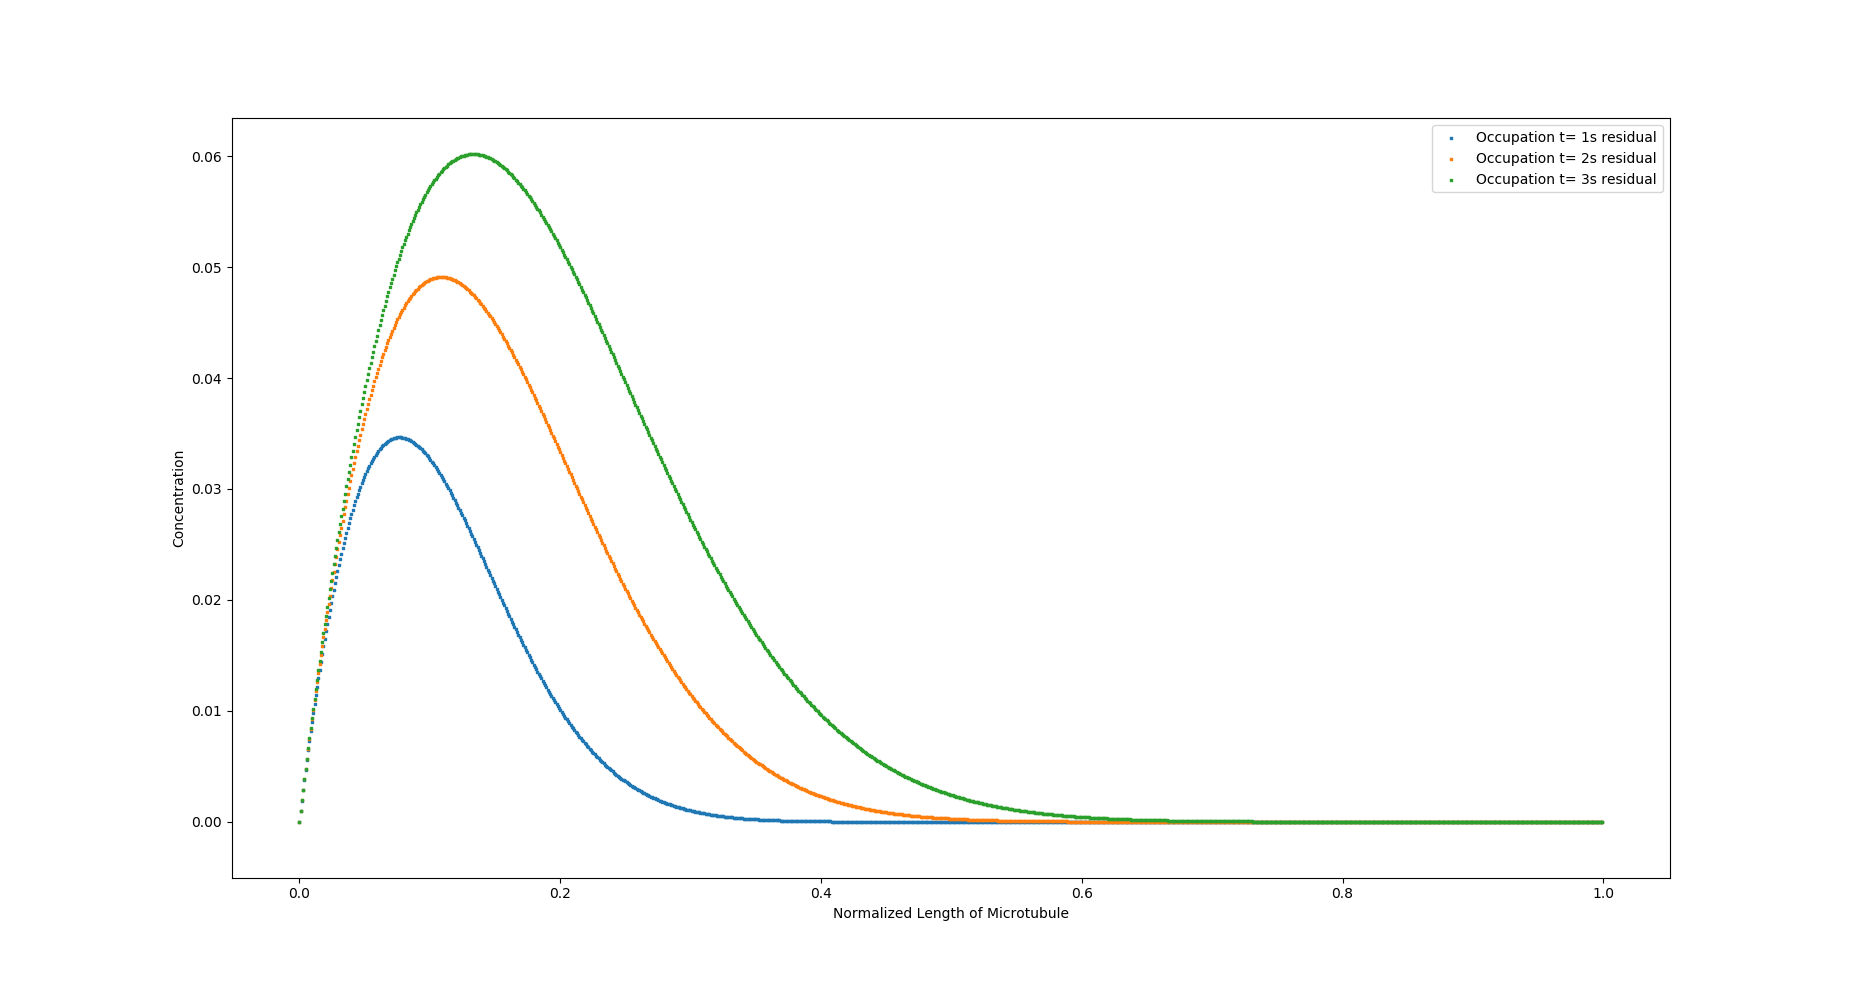 Occupation t= 1s residual
Occupation t= 2s residual
Occupation t= 3s residual
0.06
0.05
0.04
0.03
0.02
0.01
0.00
Concentration
0.0 0.2 0.4 0.6 0.8 1.0
Normalized Length of Microtubule